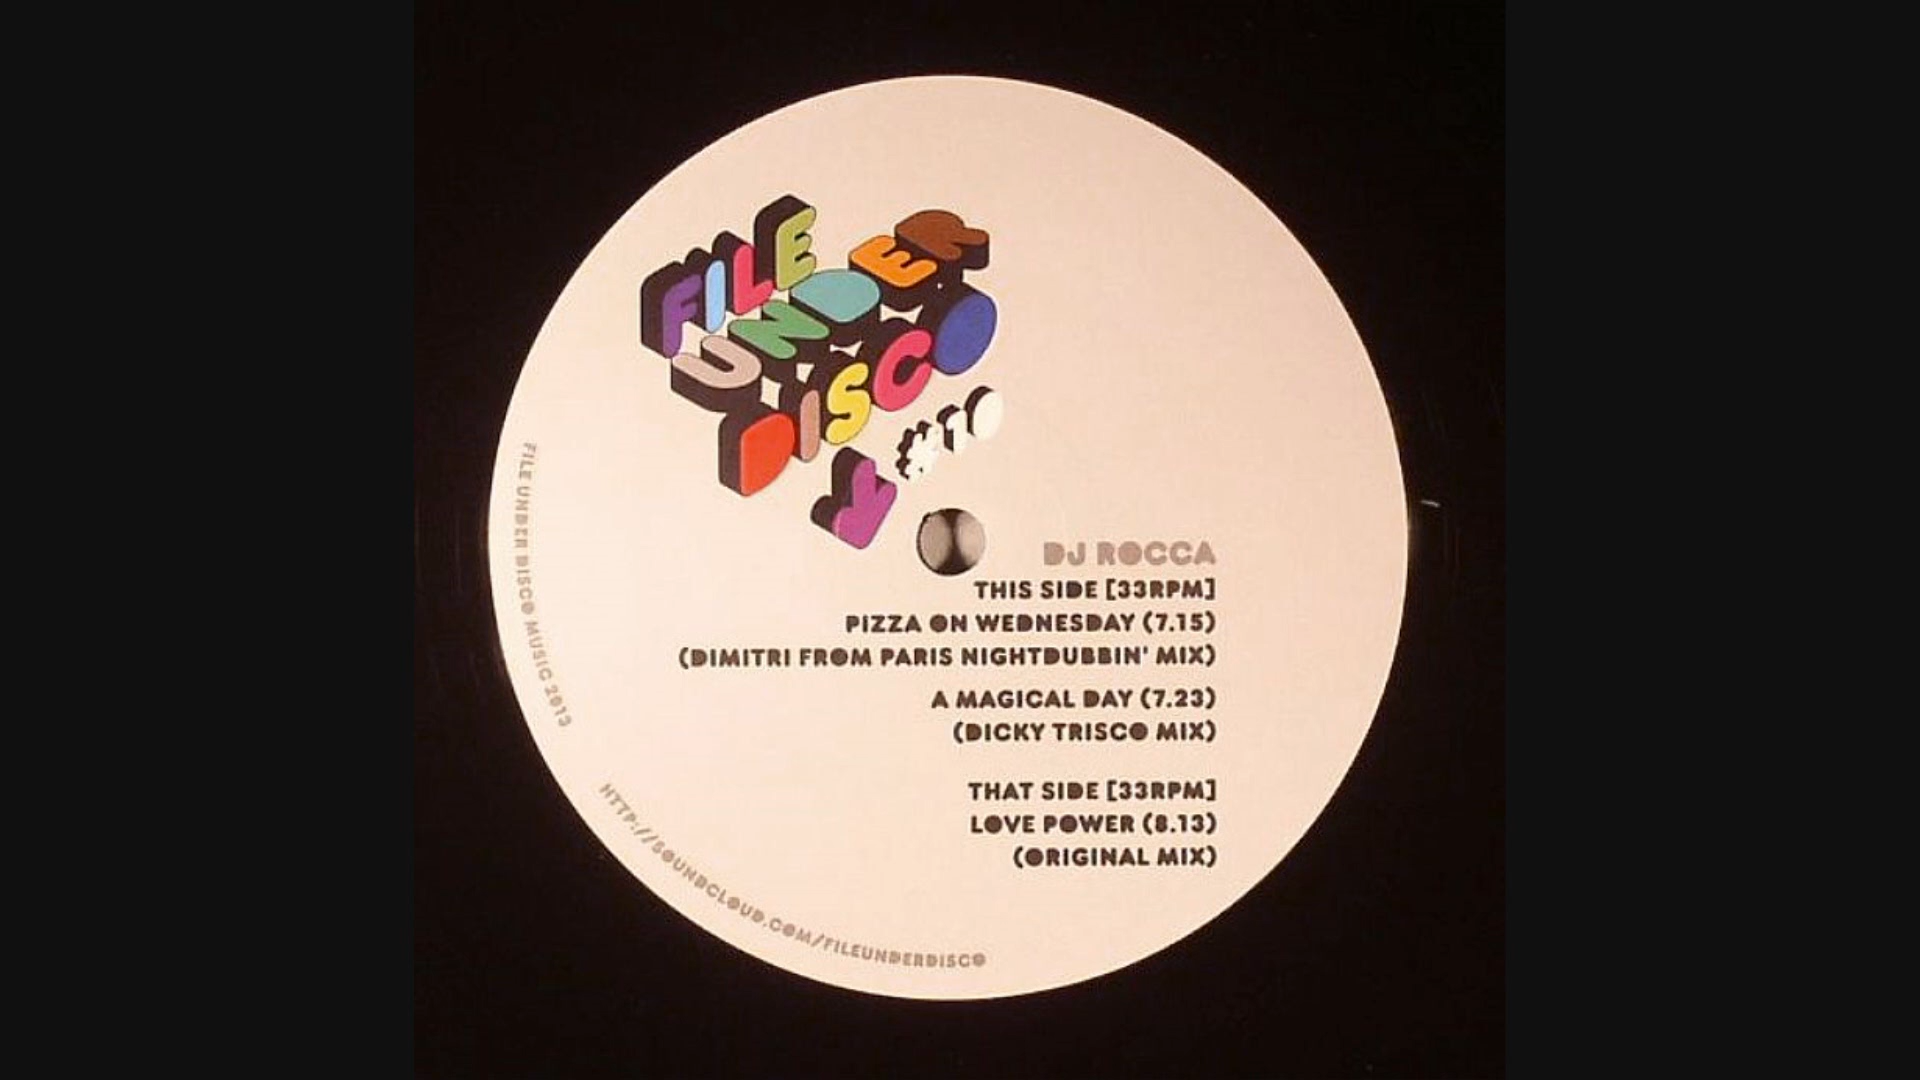 FILE
UNDER
DISCO
#10
DJ ROCCA
THIS SIDE [33RPM]
PIZZA ON WEDNESDAY (7.15)
(DIMITRI FROM PARIS NIGHTDUBBIN' MIX)
A MAGICAL DAY (7.23)
(DICKY TRISCO MIX)
THAT SIDE [33RPM]
LOVE POWER (8.13)
(ORIGINAL MIX)
FILE UNDER DISCO MUSIC 2013
HTTP://SOUNDCLOUD.COM/FILEUNDERDISCO